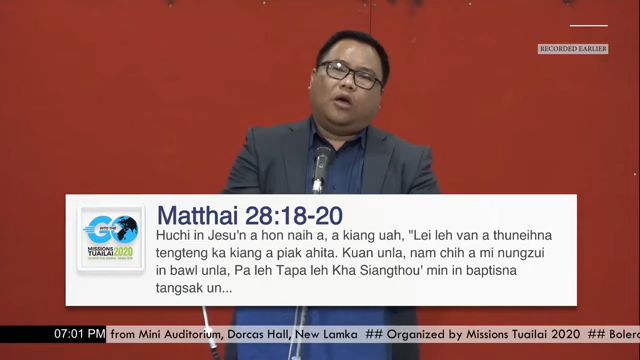 RECORDED EARLIER
GO
MISSIONS
TUAILAI 2020
Matthai 28:18-20
Huchi in Jesu'n a hon naih a, a kiang uah, "Lei leh van a thuneihna
tengteng ka kiang a piak ahita. Kuan unla, nam chih a mi nungzui
in bawl unla, Pa leh Tapa leh Kha Siangthou' min in baptisna
tangsak un...
07:01 PM from Mini Auditorium, Dorcas Hall, New Lamka ## Organized by Missions Tuailai 2020 ## Bolero